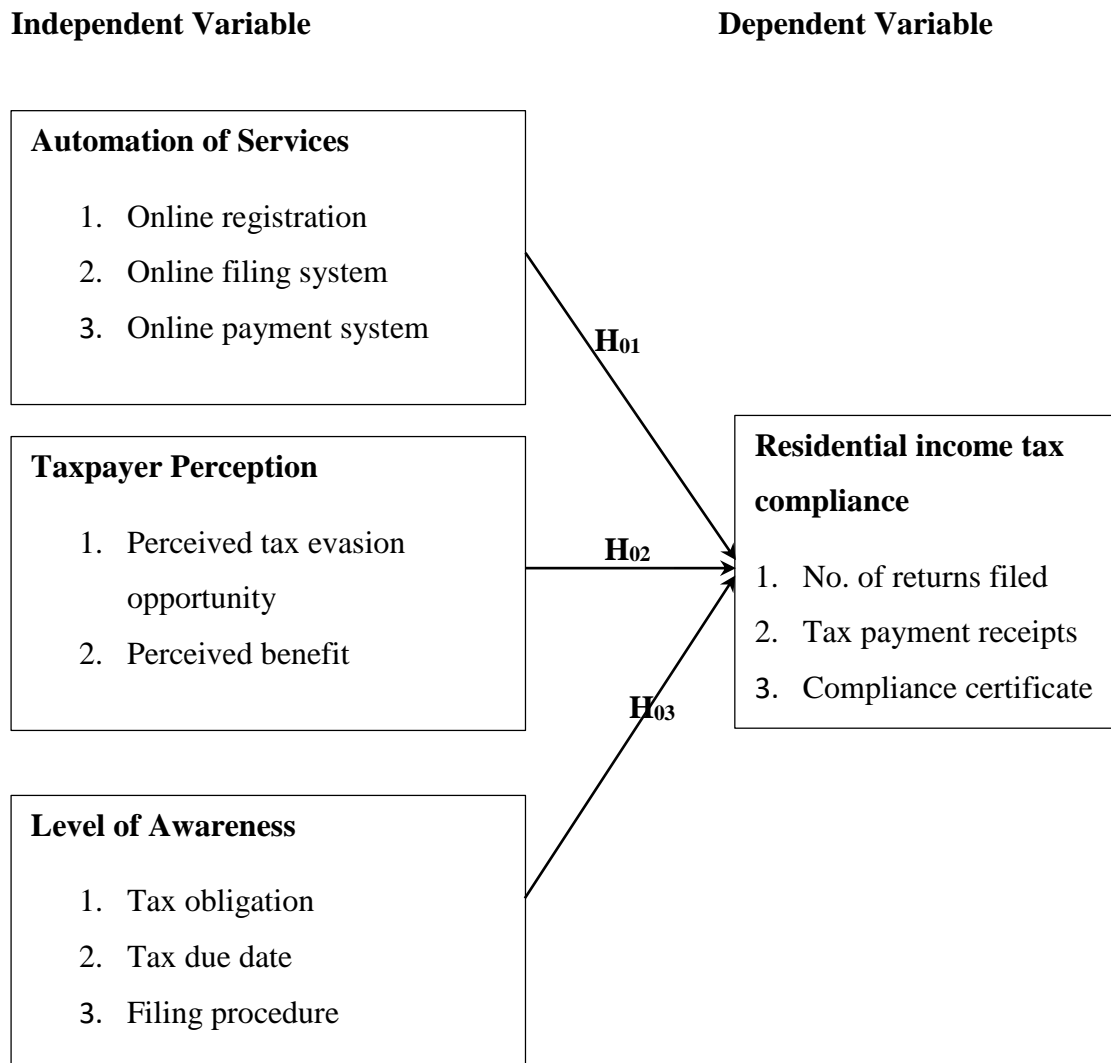 Independent Variable
Dependent Variable
Automation of Services
1. Online registration
2. Online filing system
3. Online payment system
H01
Taxpayer Perception
1. Perceived tax evasion
opportunity
2. Perceived benefit
H02
Residential income tax
compliance
1. No. of returns filed
2. Tax payment receipts
3. Compliance certificate
H03
Level of Awareness
1. Tax obligation
2. Tax due date
3. Filing procedure